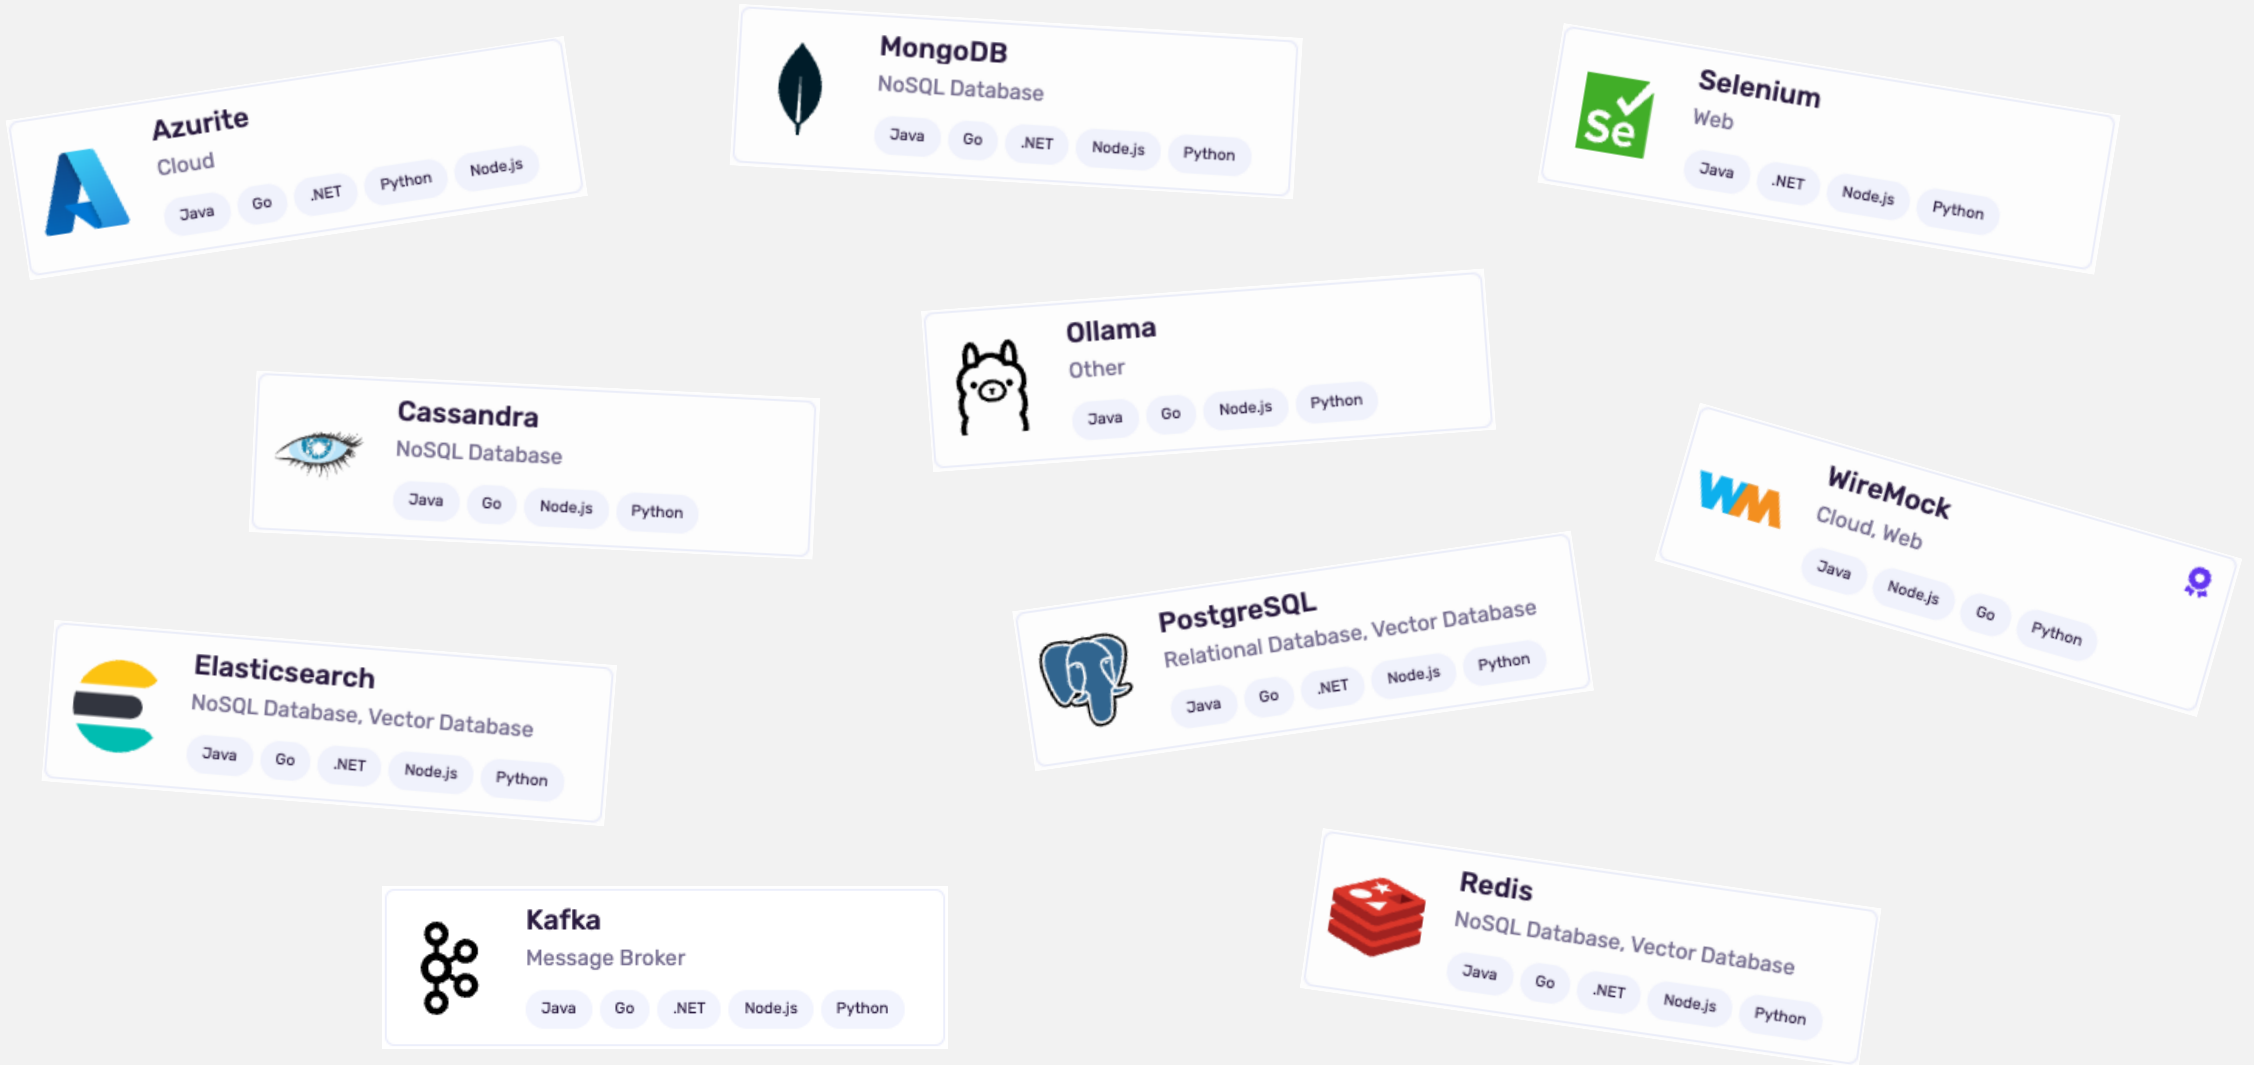 Azurite
Cloud
Java Go .NET Python Node.js
MongoDB
NoSQL Database
Java Go .NET Node.js Python
Se
Selenium
Web
Java .NET Node.js Python
Ollama
Other
Java Go Node.js Python
Cassandra
NoSQL Database
Java Go Node.js Python
WM
WireMock
Cloud, Web
Java Node.js Go Python
PostgreSQL
Relational Database, Vector Database
Java Go .NET Node.js Python
Elasticsearch
NoSQL Database, Vector Database
Java Go .NET Node.js Python
Kafka
Message Broker
Java Go .NET Node.js Python
Redis
NoSQL Database, Vector Database
Java Go .NET Node.js Python